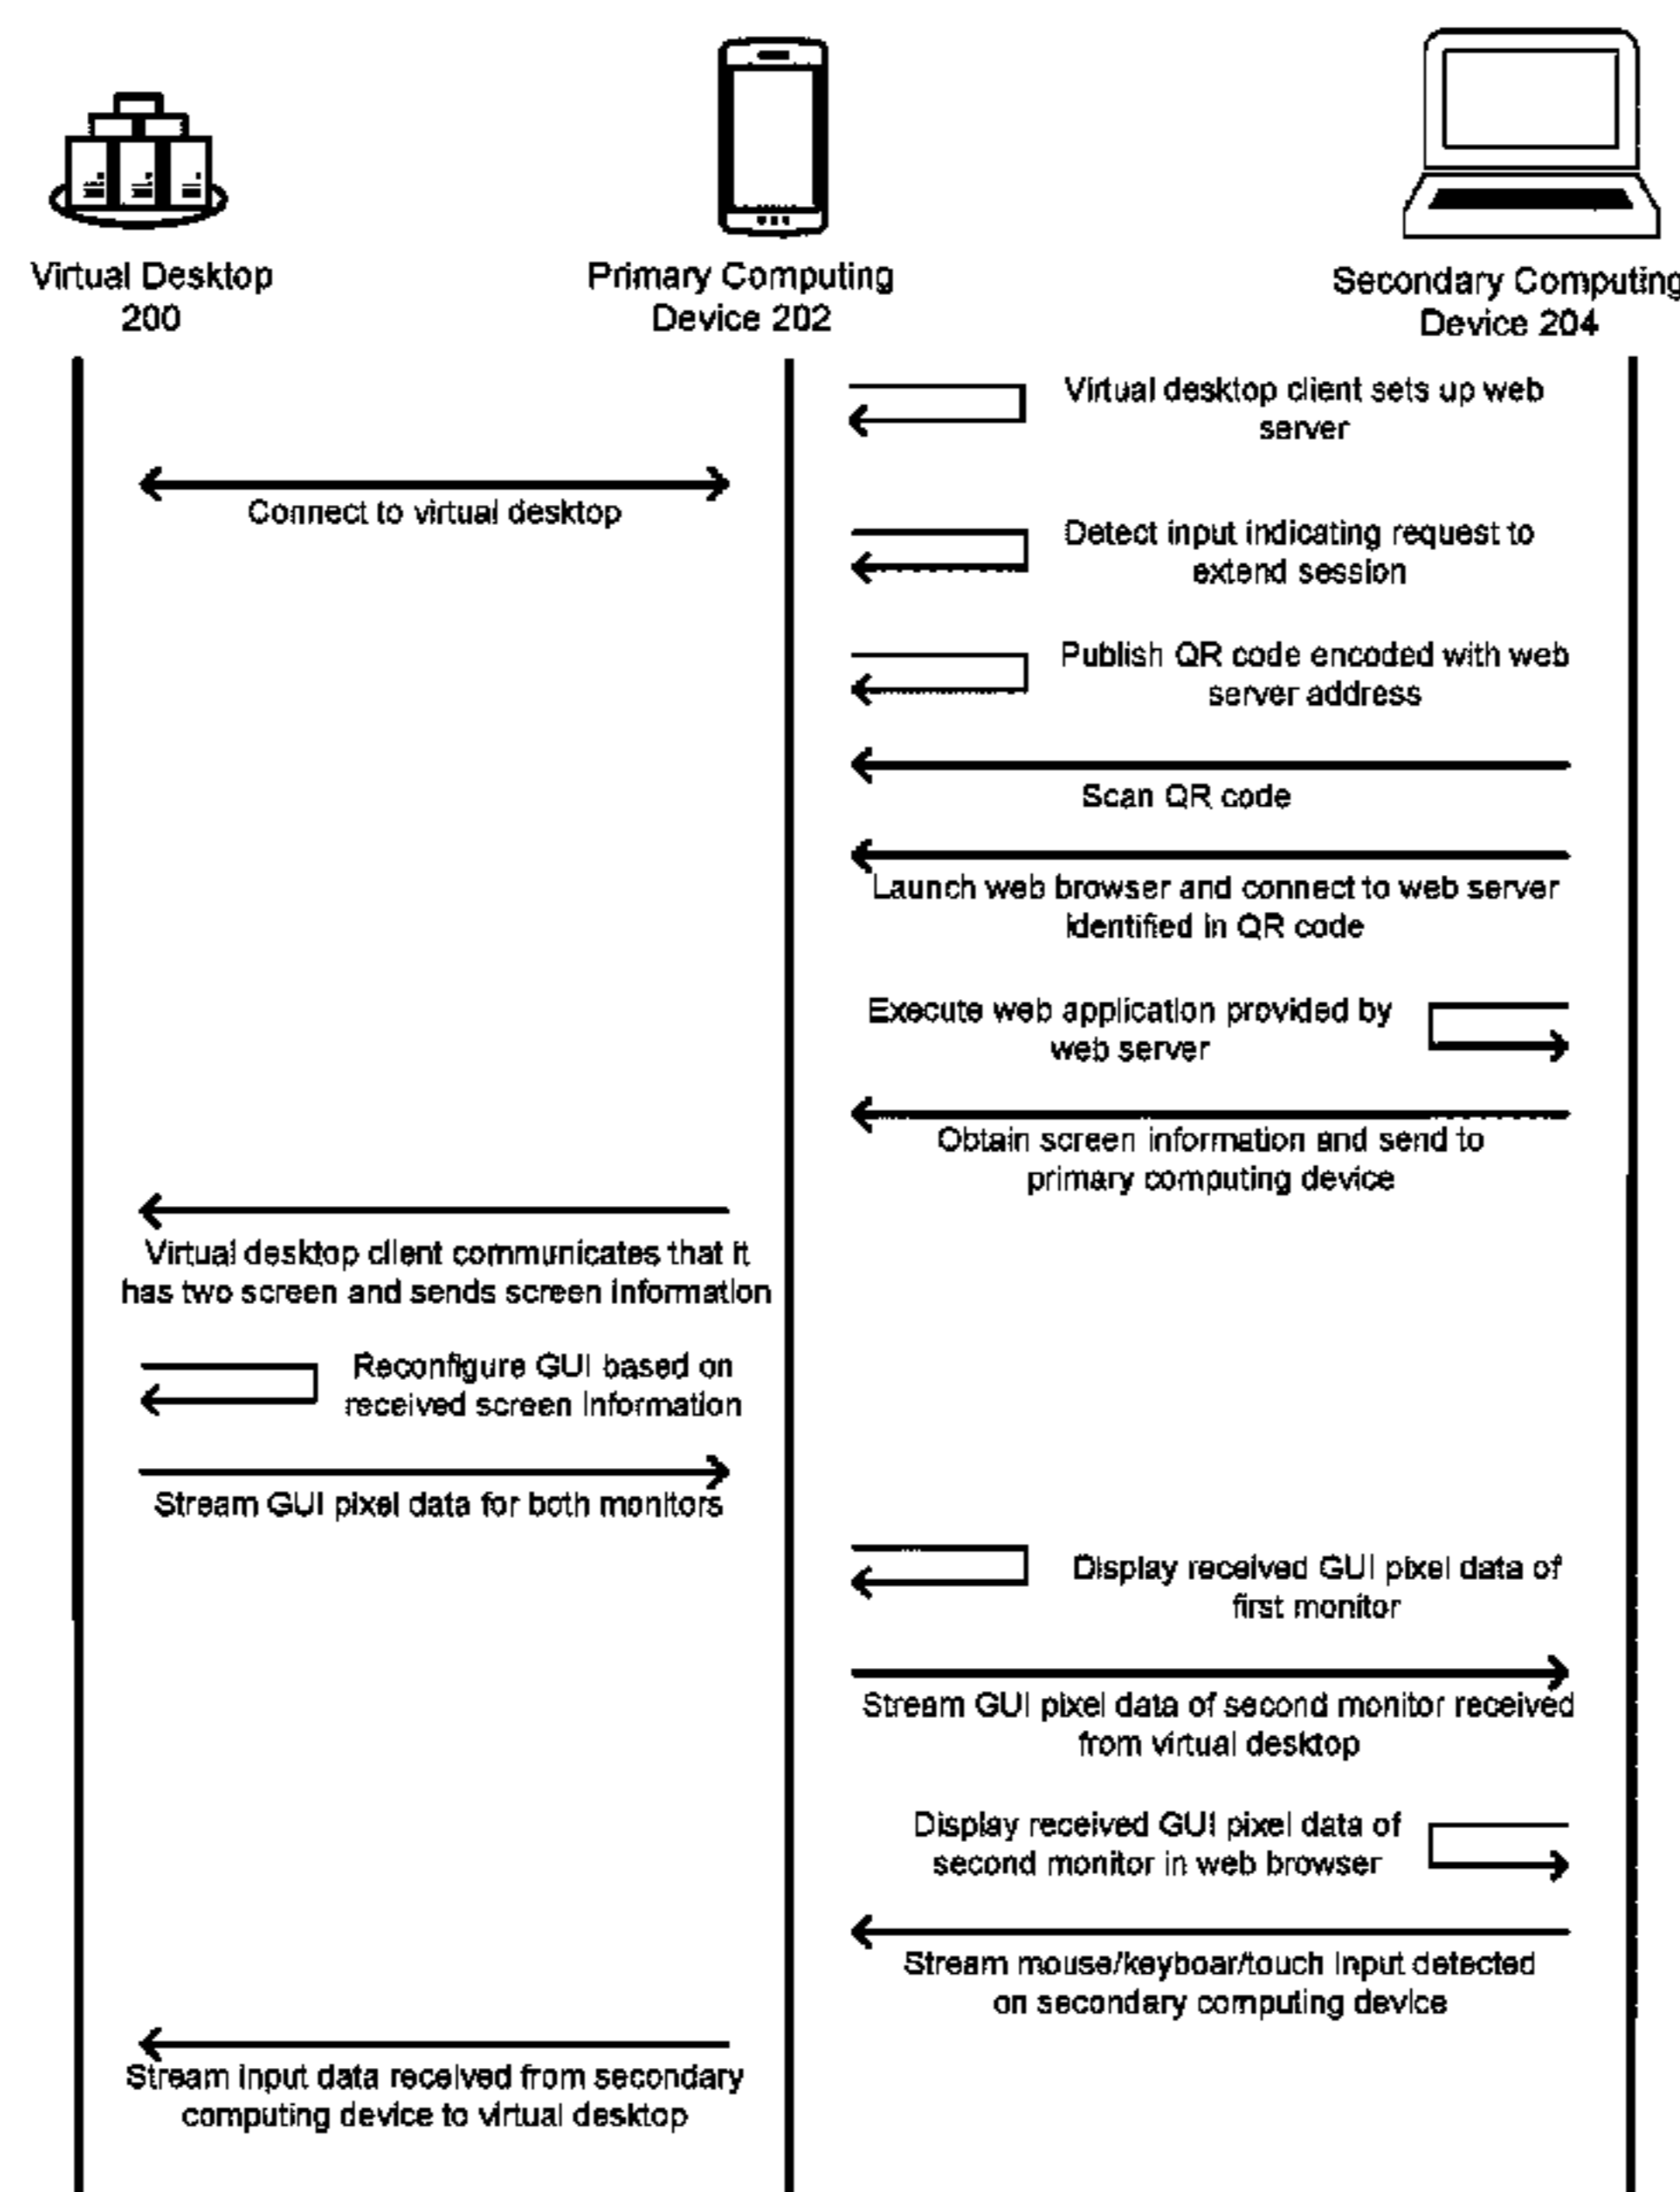 Virtual Desktop
200
Primary Computing
Device 202
Secondary Computing
Device 204
Virtual desktop client sets up web
server
Connect to virtual desktop
Detect input indicating request to
extend session
Publish QR code encoded with web
server address
Scan QR code
Launch web browser and connect to web server
identified in QR code
Execute web application provided by
web server
Obtain screen information and send to
primary computing device
Virtual desktop client communicates that it
has two screen and sends screen information
Reconfigure GUI based on
received screen information
Stream GUI pixel data for both monitors
Display received GUI pixel data of
first monitor
Stream GUI pixel data of second monitor received
from virtual desktop
Display received GUI pixel data of
second monitor in web browser
Stream mouse/keyboar/touch input detected
on secondary computing device
Stream input data received from secondary
computing device to virtual desktop